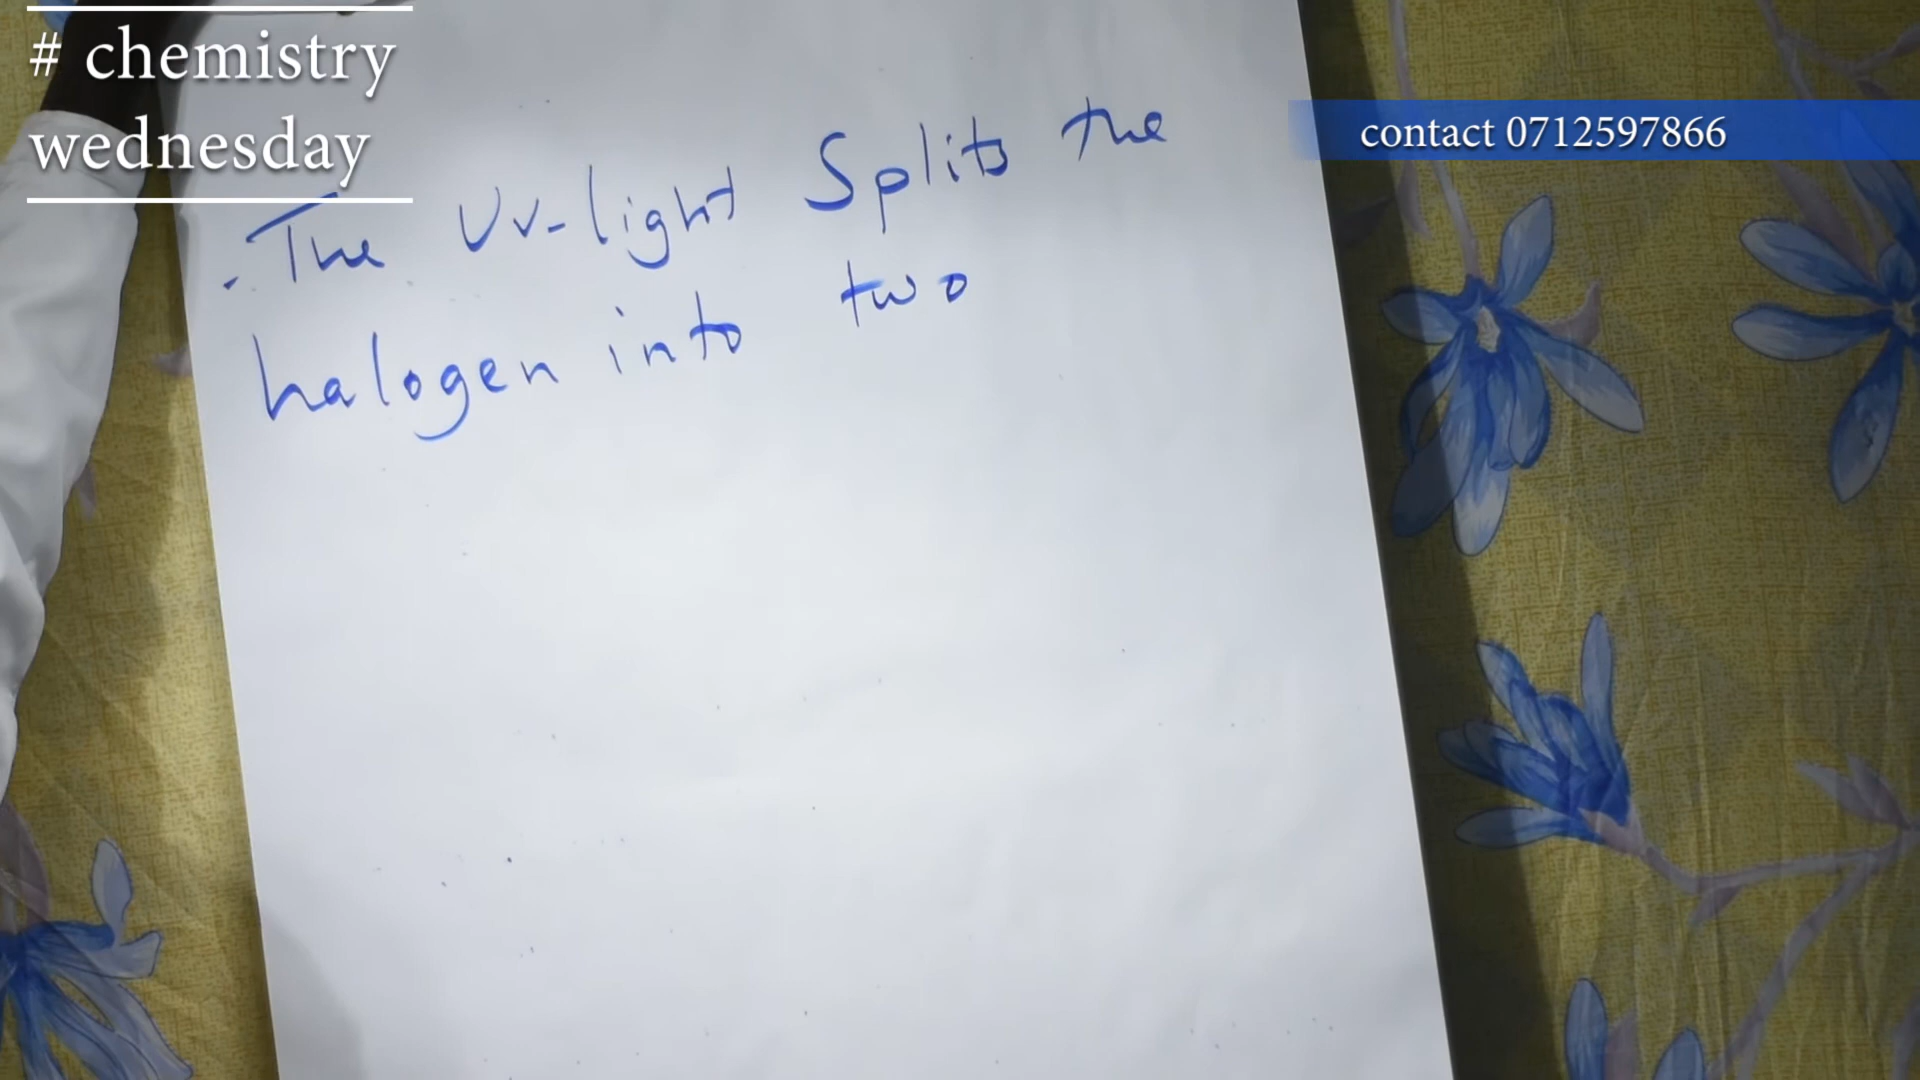 # chemistry
wednesday
contact 0712597866
. The Uv-light Splits the
halogen into two